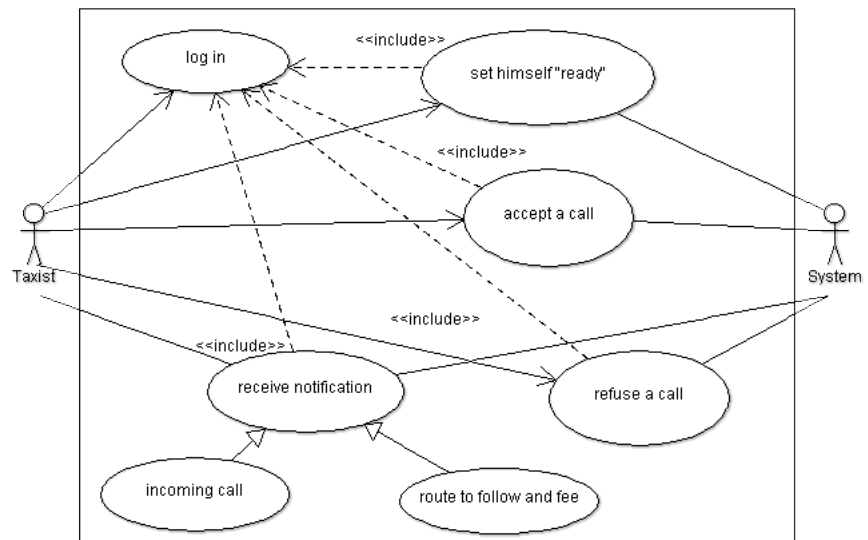 <<include>>
log in
set himself "ready"
<<include>>
accept a call
Taxist
System
<<include>>
<<include>>
receive notification
refuse a call
incoming call
route to follow and fee